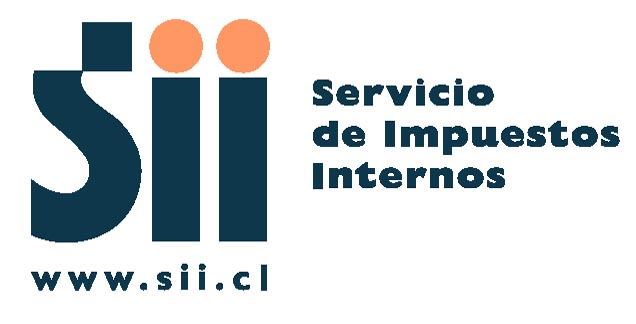 sii
Servicio
de Impuestos
Internos
www.sii.cl